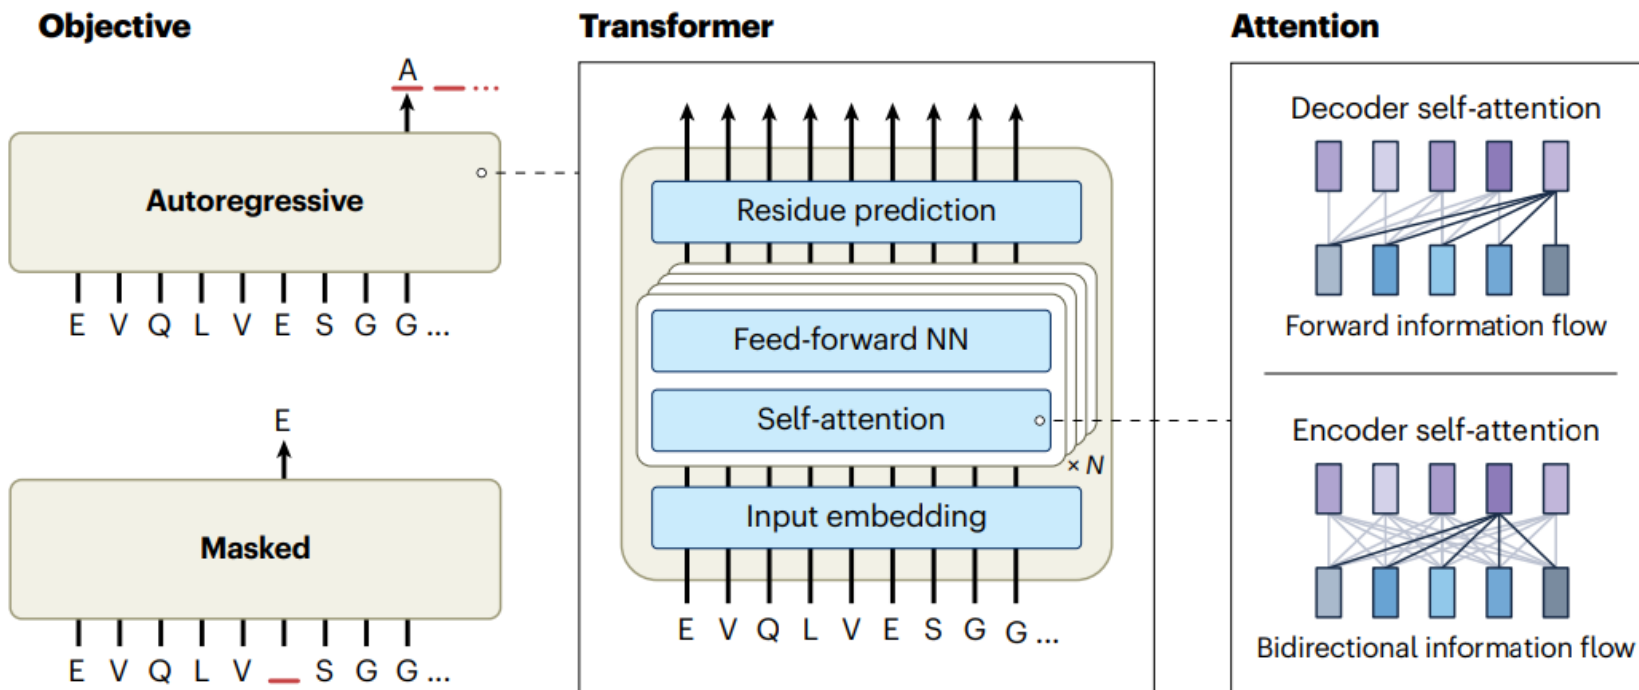 Objective
A
Autoregressive
E V Q L V E S G G ...
E
Masked
E V Q L V _ S G G ...
Transformer
Residue prediction
Feed-forward NN
Self-attention
× N
Input embedding
E V Q L V E S G G ...
Attention
Decoder self-attention
Forward information flow
Encoder self-attention
Bidirectional information flow